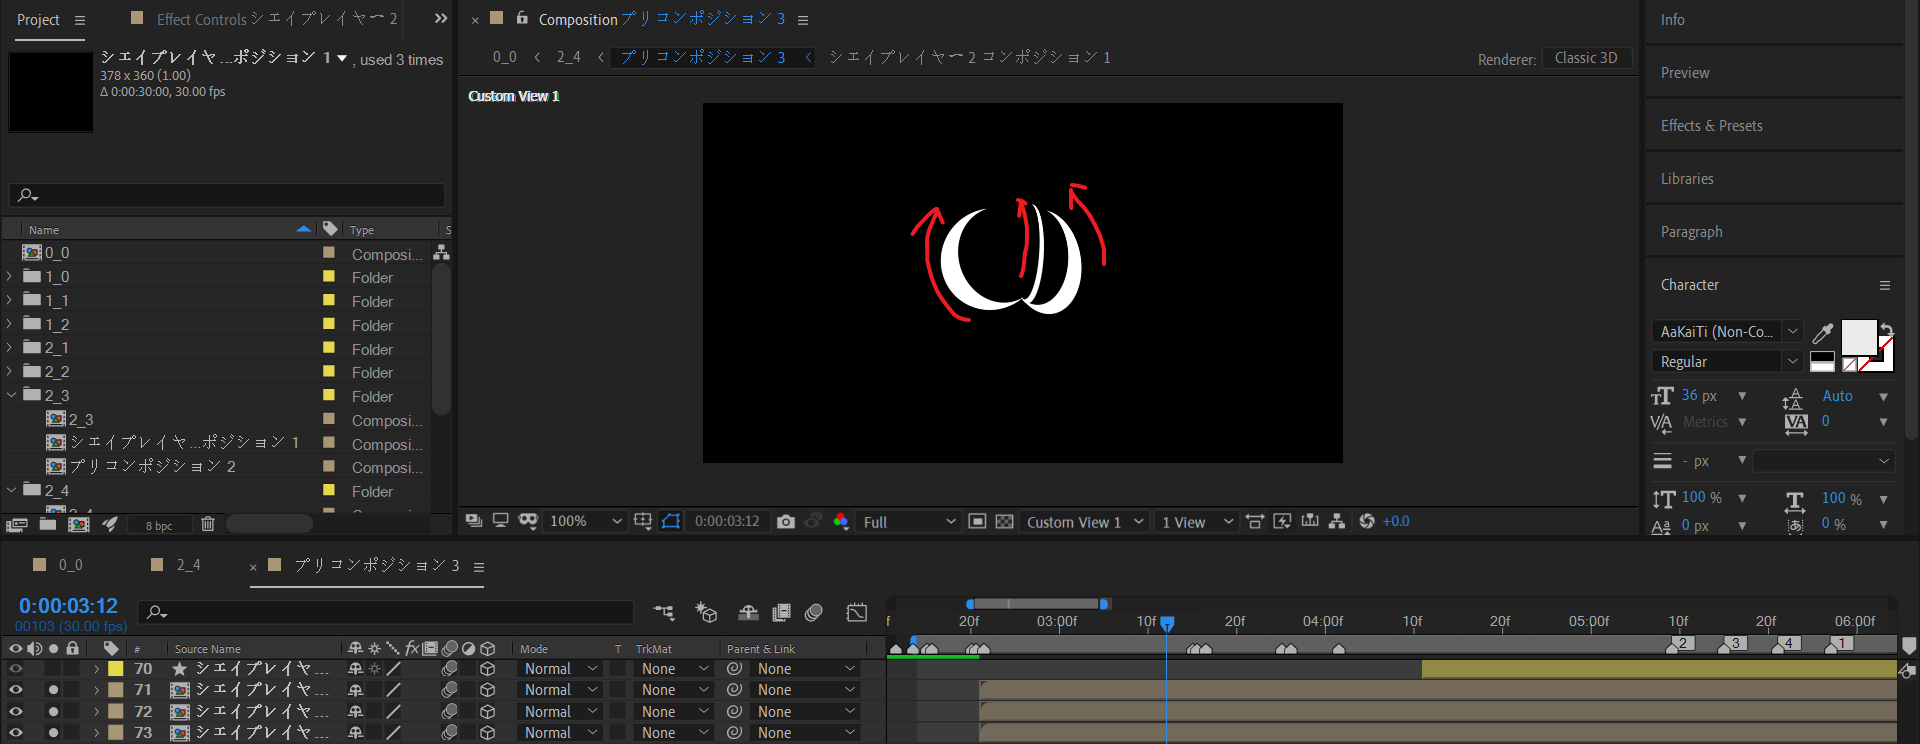 Project
Effect Controls シェイプレイヤー 2
Composition プリコンポジション 3
Info
シェイプレイヤ...ポジション 1 , used 3 times
378 x 360 (1.00)
Δ 0:00:30:00, 30.00 fps
0_0
2_4
プリコンポジション 3
シェイプレイヤー 2 コンポジション 1
Renderer: Classic 3D
Preview
Custom View 1
Effects & Presets
Libraries
Paragraph
Character
Name
Type
S
0_0
Composi...
1_0
Folder
1_1
Folder
1_2
Folder
2_1
Folder
2_2
Folder
2_3
Folder
2_3
Composi...
シェイプレイヤ...ポジション 1
Composi...
プリコンポジション 2
Composi...
2_4
Folder
AaKaiTi (Non-Co...
Regular
36 px
Auto
Metrics
0
- px
100 %
100 %
0 px
0 %
8 bpc
100%
0:00:03:12
Full
Custom View 1
1 View
+0.0
0_0
2_4
プリコンポジション 3
0:00:03:12
00103 (30.00 fps)
f
20f
03:00f
10f
20f
04:00f
10f
20f
05:00f
10f
20f
06:00f
2
3
4
1
#
Source Name
fx
Mode
T
TrkMat
Parent & Link
70
シェイプレイヤ...
Normal
None
None
71
シェイプレイヤ...
Normal
None
None
72
シェイプレイヤ...
Normal
None
None
73
シェイプレイヤ...
Normal
None
None